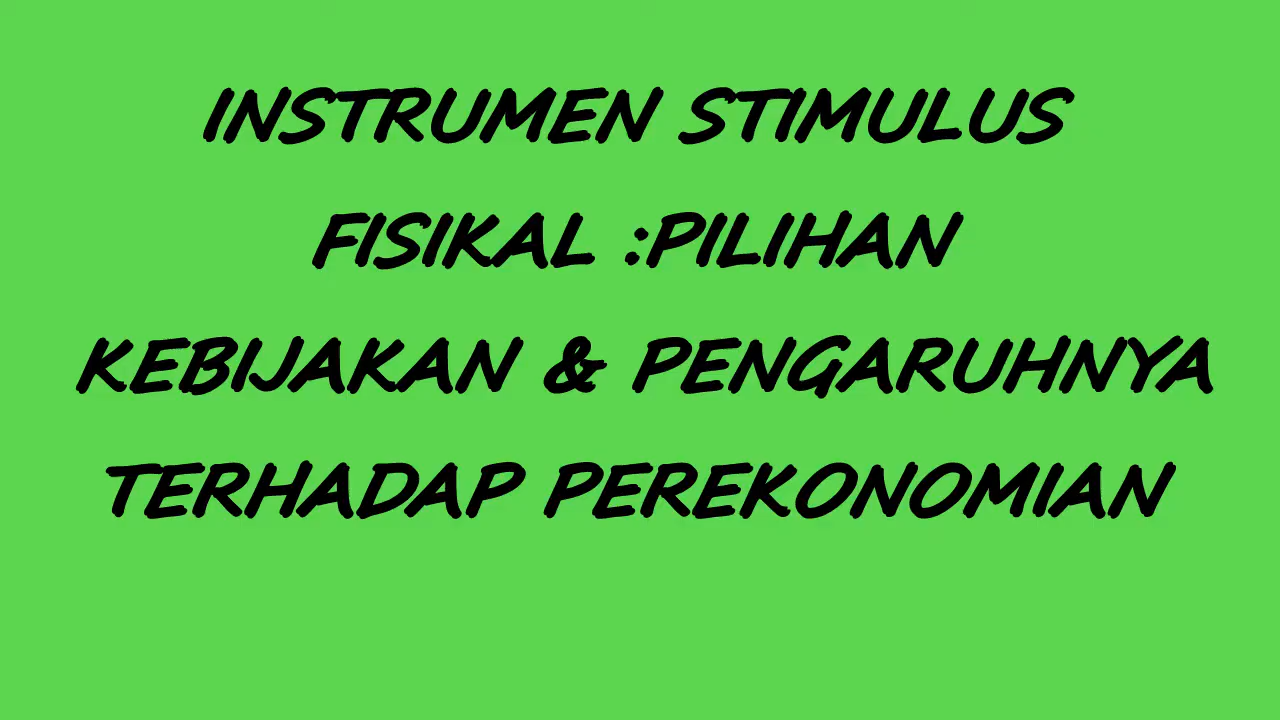 INSTRUMEN STIMULUS
FISIKAL :PILIHAN
KEBIJAKAN & PENGARUHNYA
TERHADAP PEREKONOMIAN